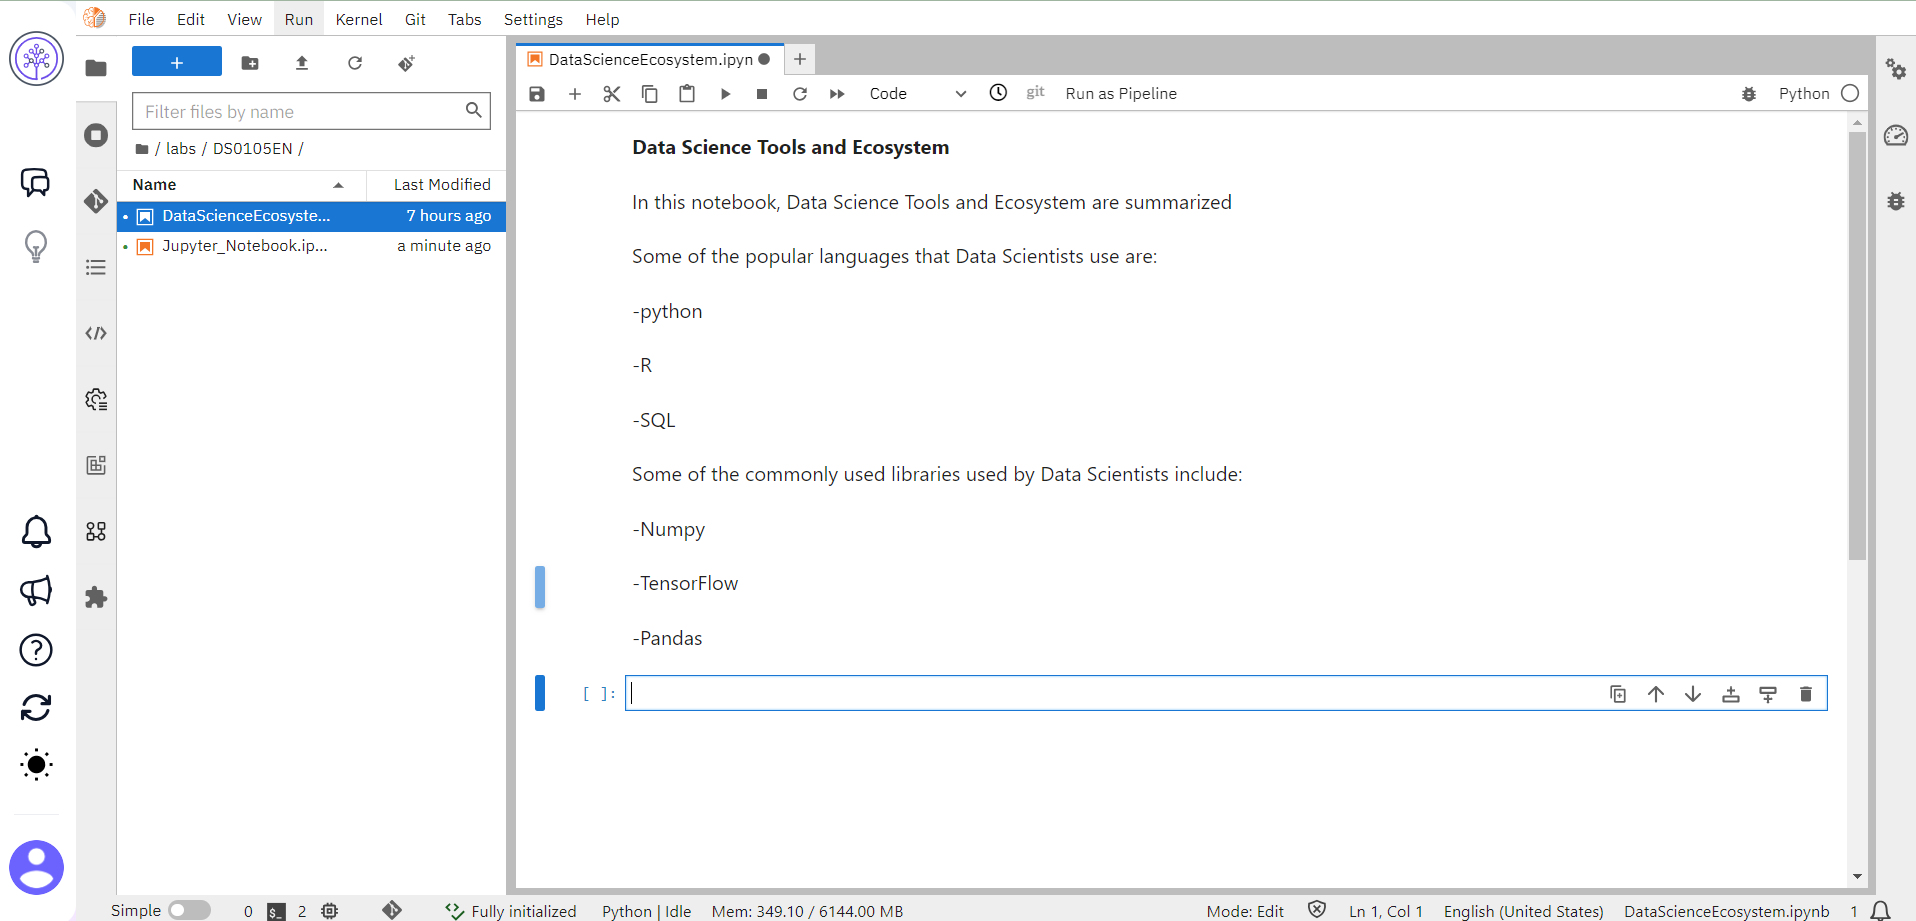 File Edit View Run Kernel Git Tabs Settings Help
Filter files by name
/ labs / DS0105EN /
Name Last Modified
DataScienceEcosyste... 7 hours ago
Jupyter_Notebook.ip... a minute ago
DataScienceEcosystem.ipyn
Code git Run as Pipeline Python
Data Science Tools and Ecosystem
In this notebook, Data Science Tools and Ecosystem are summarized
Some of the popular languages that Data Scientists use are:
-python
-R
-SQL
Some of the commonly used libraries used by Data Scientists include:
-Numpy
-TensorFlow
-Pandas
[ ]:
Simple 0 $_ 2 Fully initialized Python | Idle Mem: 349.10 / 6144.00 MB Mode: Edit Ln 1, Col 1 English (United States) DataScienceEcosystem.ipynb 1